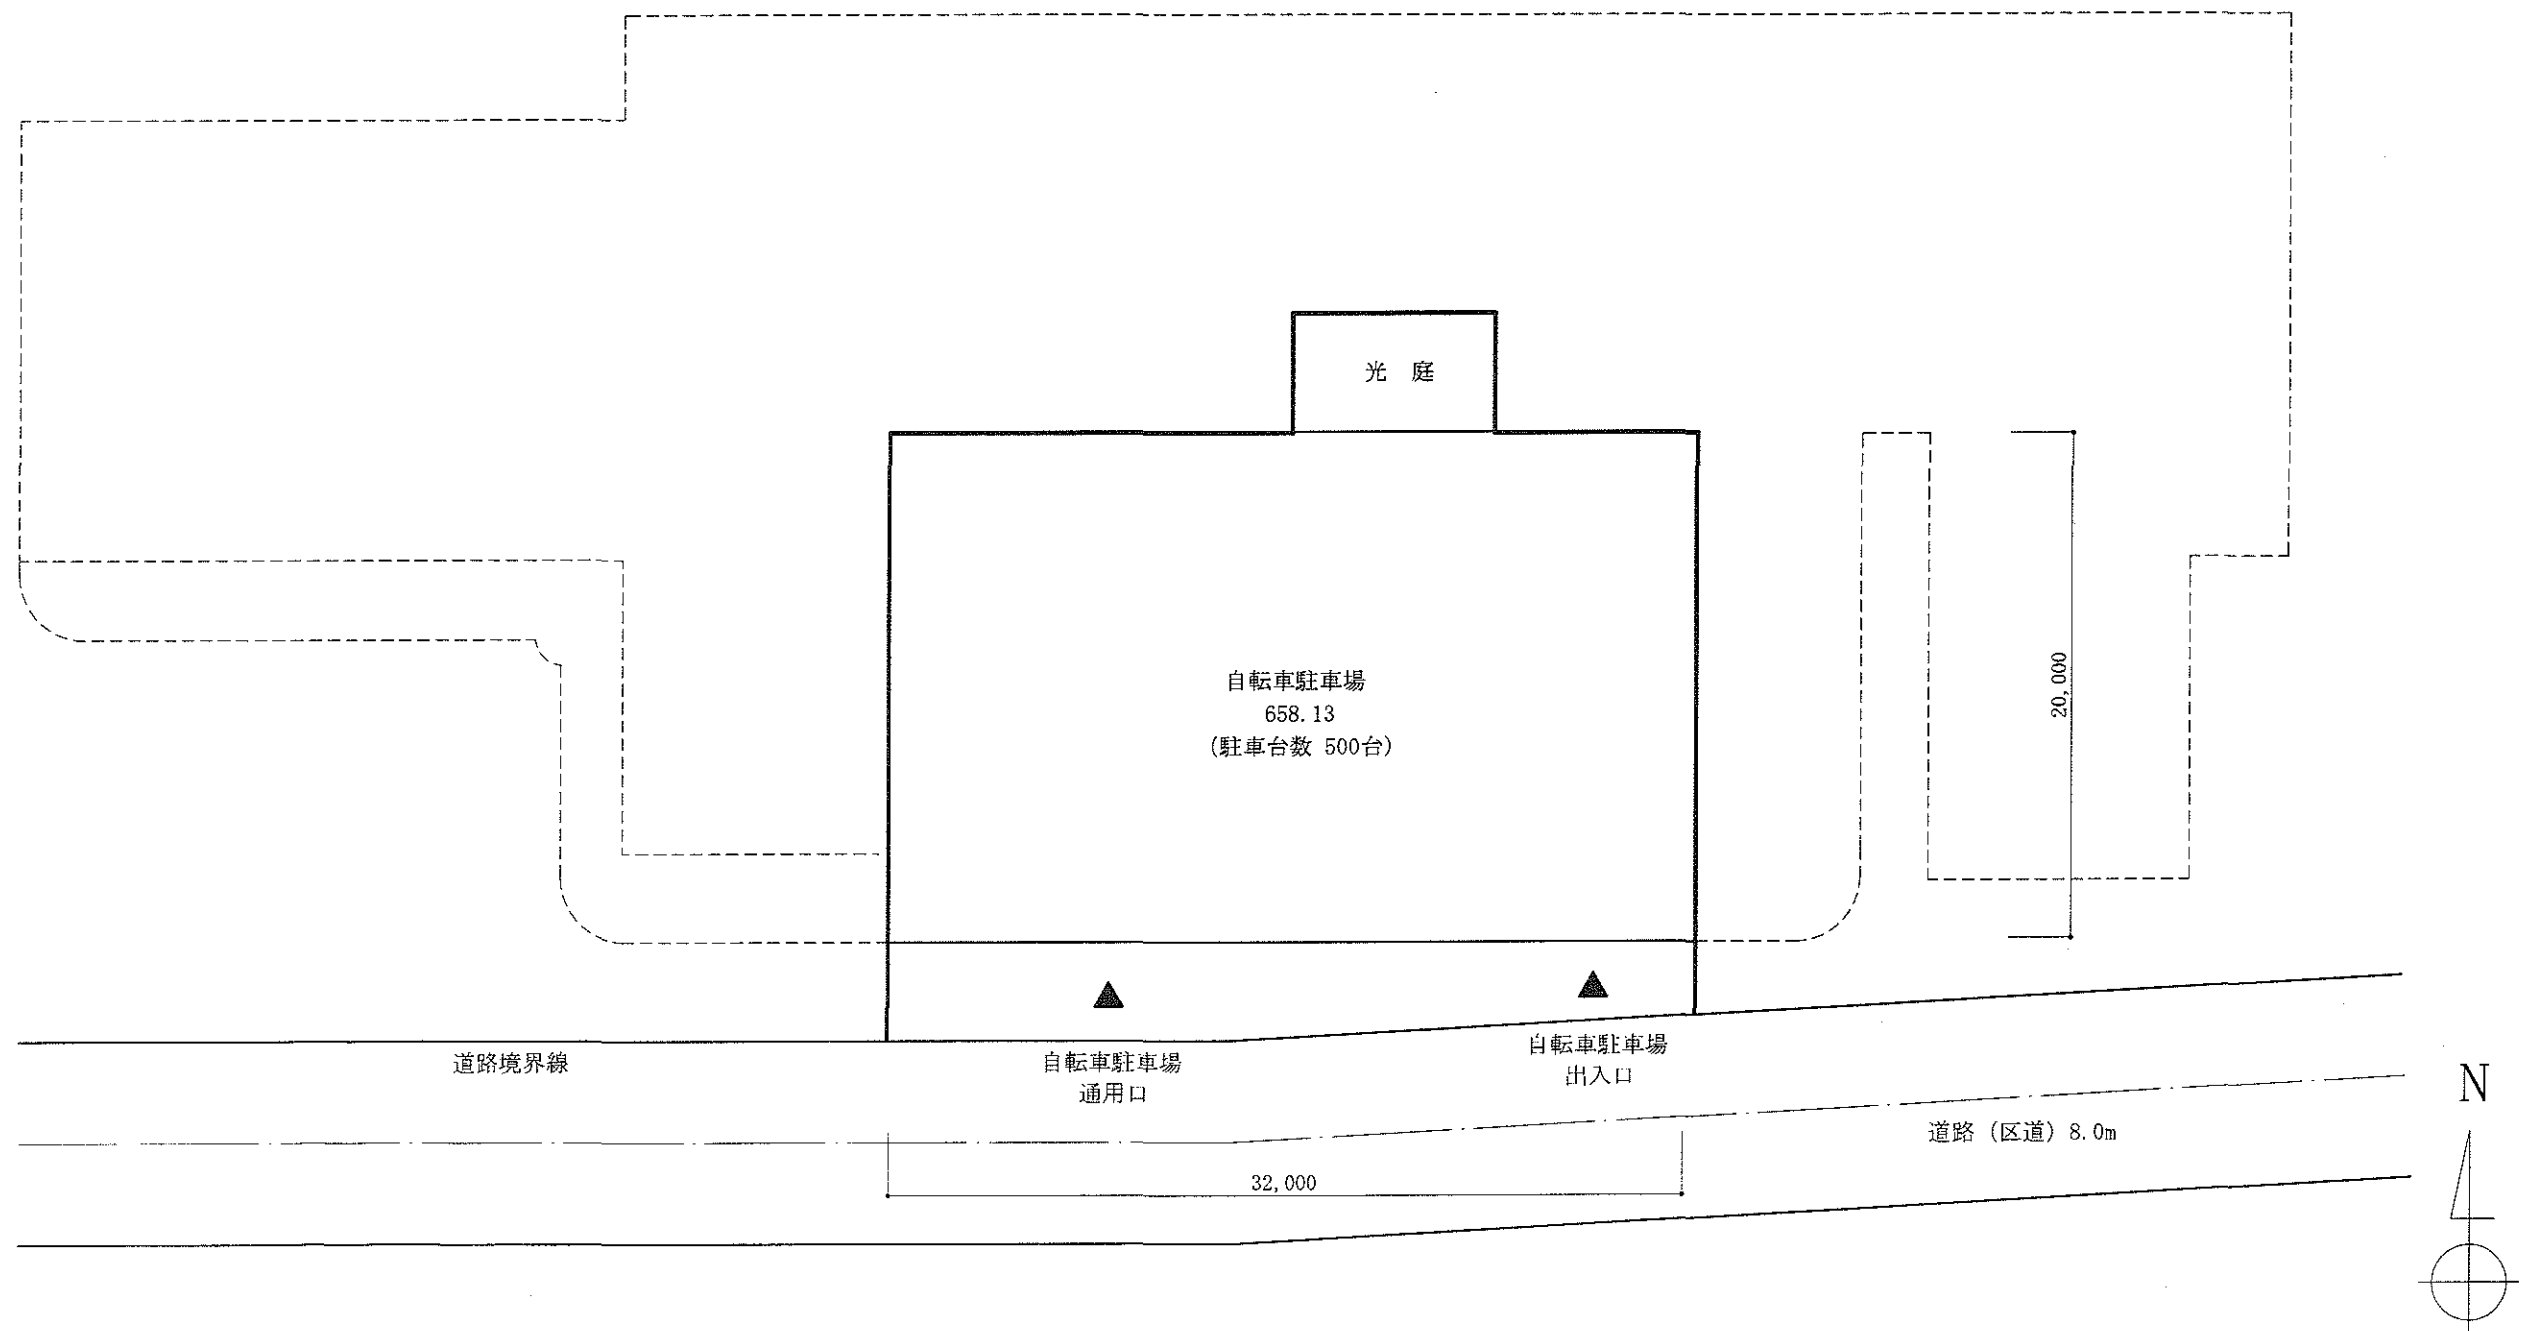 光 庭
自転車駐車場
658.13
(駐車台数 500台)
20,000
道路境界線
自転車駐車場
通用口
自転車駐車場
出入口
N
道路（区道）8.0m
32,000